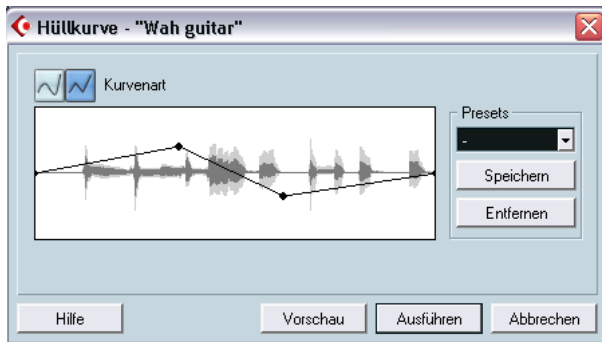 Hüllkurve - "Wah guitar"
Kurvenart
Presets
-
Speichern
Entfernen
Hilfe
Vorschau
Ausführen
Abbrechen